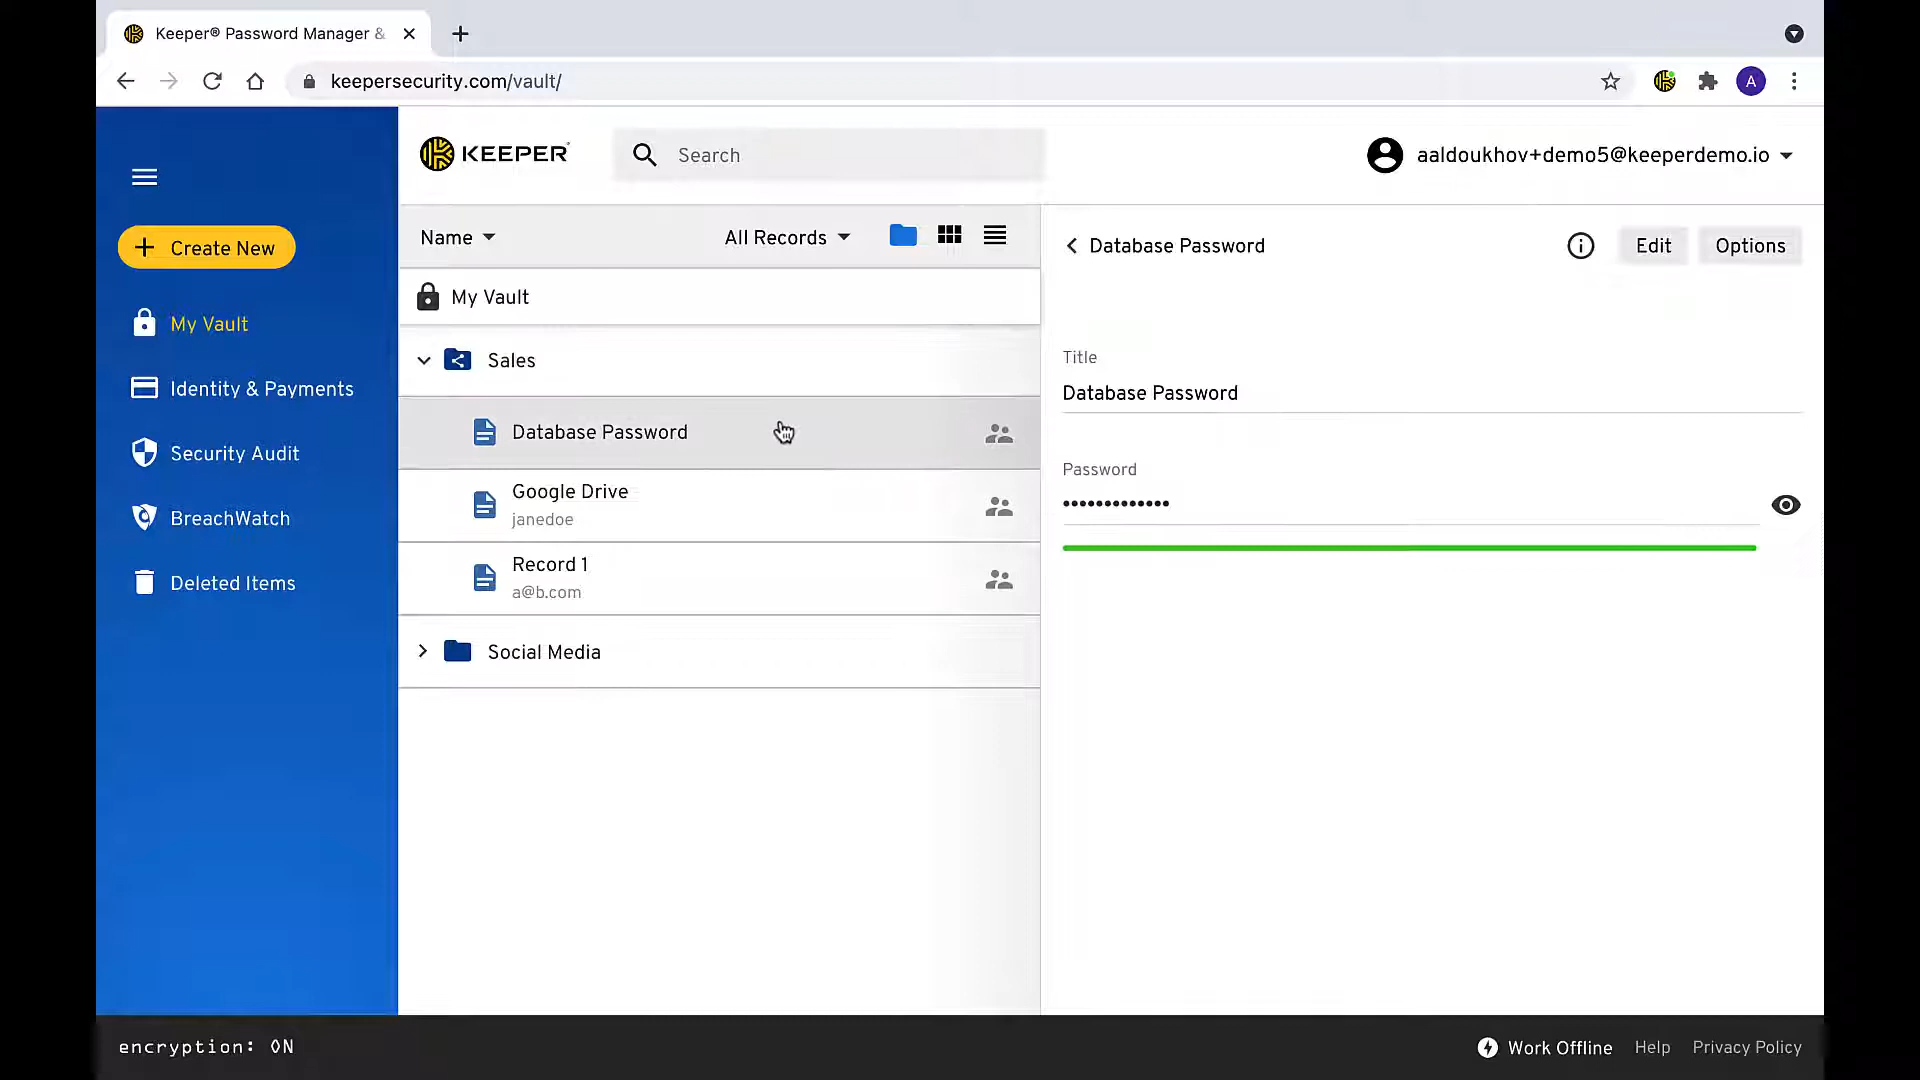 Keeper® Password Manager &
keepersecurity.com/vault/
A
KEEPER
Search
aaldoukhov+demo5@keeperdemo.io
Create New
My Vault
Identity & Payments
Security Audit
BreachWatch
Deleted Items
Name
All Records
My Vault
Sales
Database Password
Google Drive
janedoe
Record 1
a@b.com
Social Media
Database Password
Edit
Options
Title
Database Password
Password
•••••••••••••
encryption: ON
Work Offline
Help
Privacy Policy